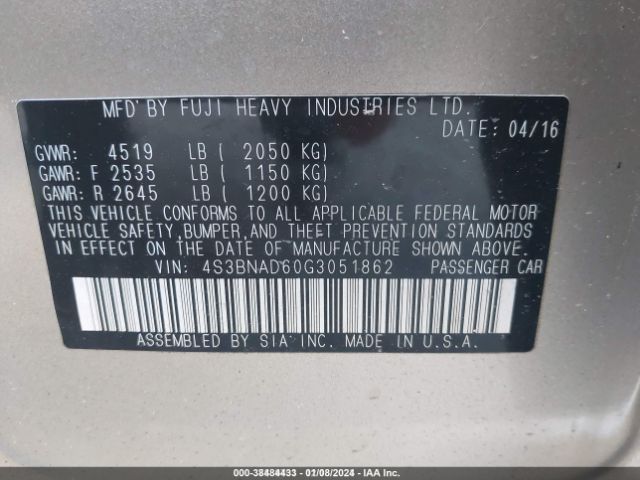 MFD BY FUJI HEAVY INDUSTRIES LTD.
DATE: 04/16
GVWR: 4519 LB ( 2050 KG)
GAWR: F 2535 LB ( 1150 KG)
GAWR: R 2645 LB ( 1200 KG)
THIS VEHICLE CONFORMS TO ALL APPLICABLE FEDERAL MOTOR
VEHICLE SAFETY, BUMPER, AND THEFT PREVENTION STANDARDS
IN EFFECT ON THE DATE OF MANUFACTURE SHOWN ABOVE.
VIN: 4S3BNAD60G3051862 PASSENGER CAR
ASSEMBLED BY SIA INC. MADE IN U.S.A.
000-38484433 - 01/08/2024 - IAA Inc.